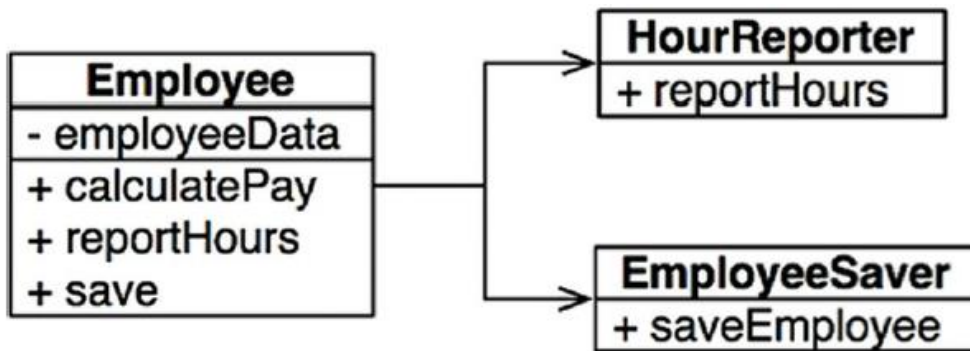 Employee
- employeeData
+ calculatePay
+ reportHours
+ save
HourReporter
+ reportHours
EmployeeSaver
+ saveEmployee